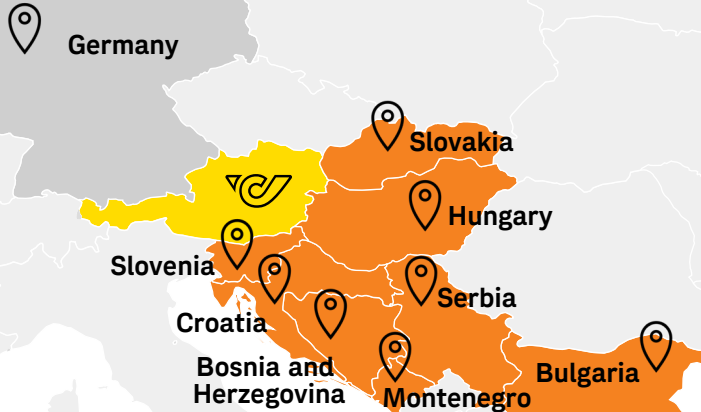 Germany
Slovakia
Hungary
Slovenia
Serbia
Croatia
Bosnia and
Herzegovina
Bulgaria
Montenegro